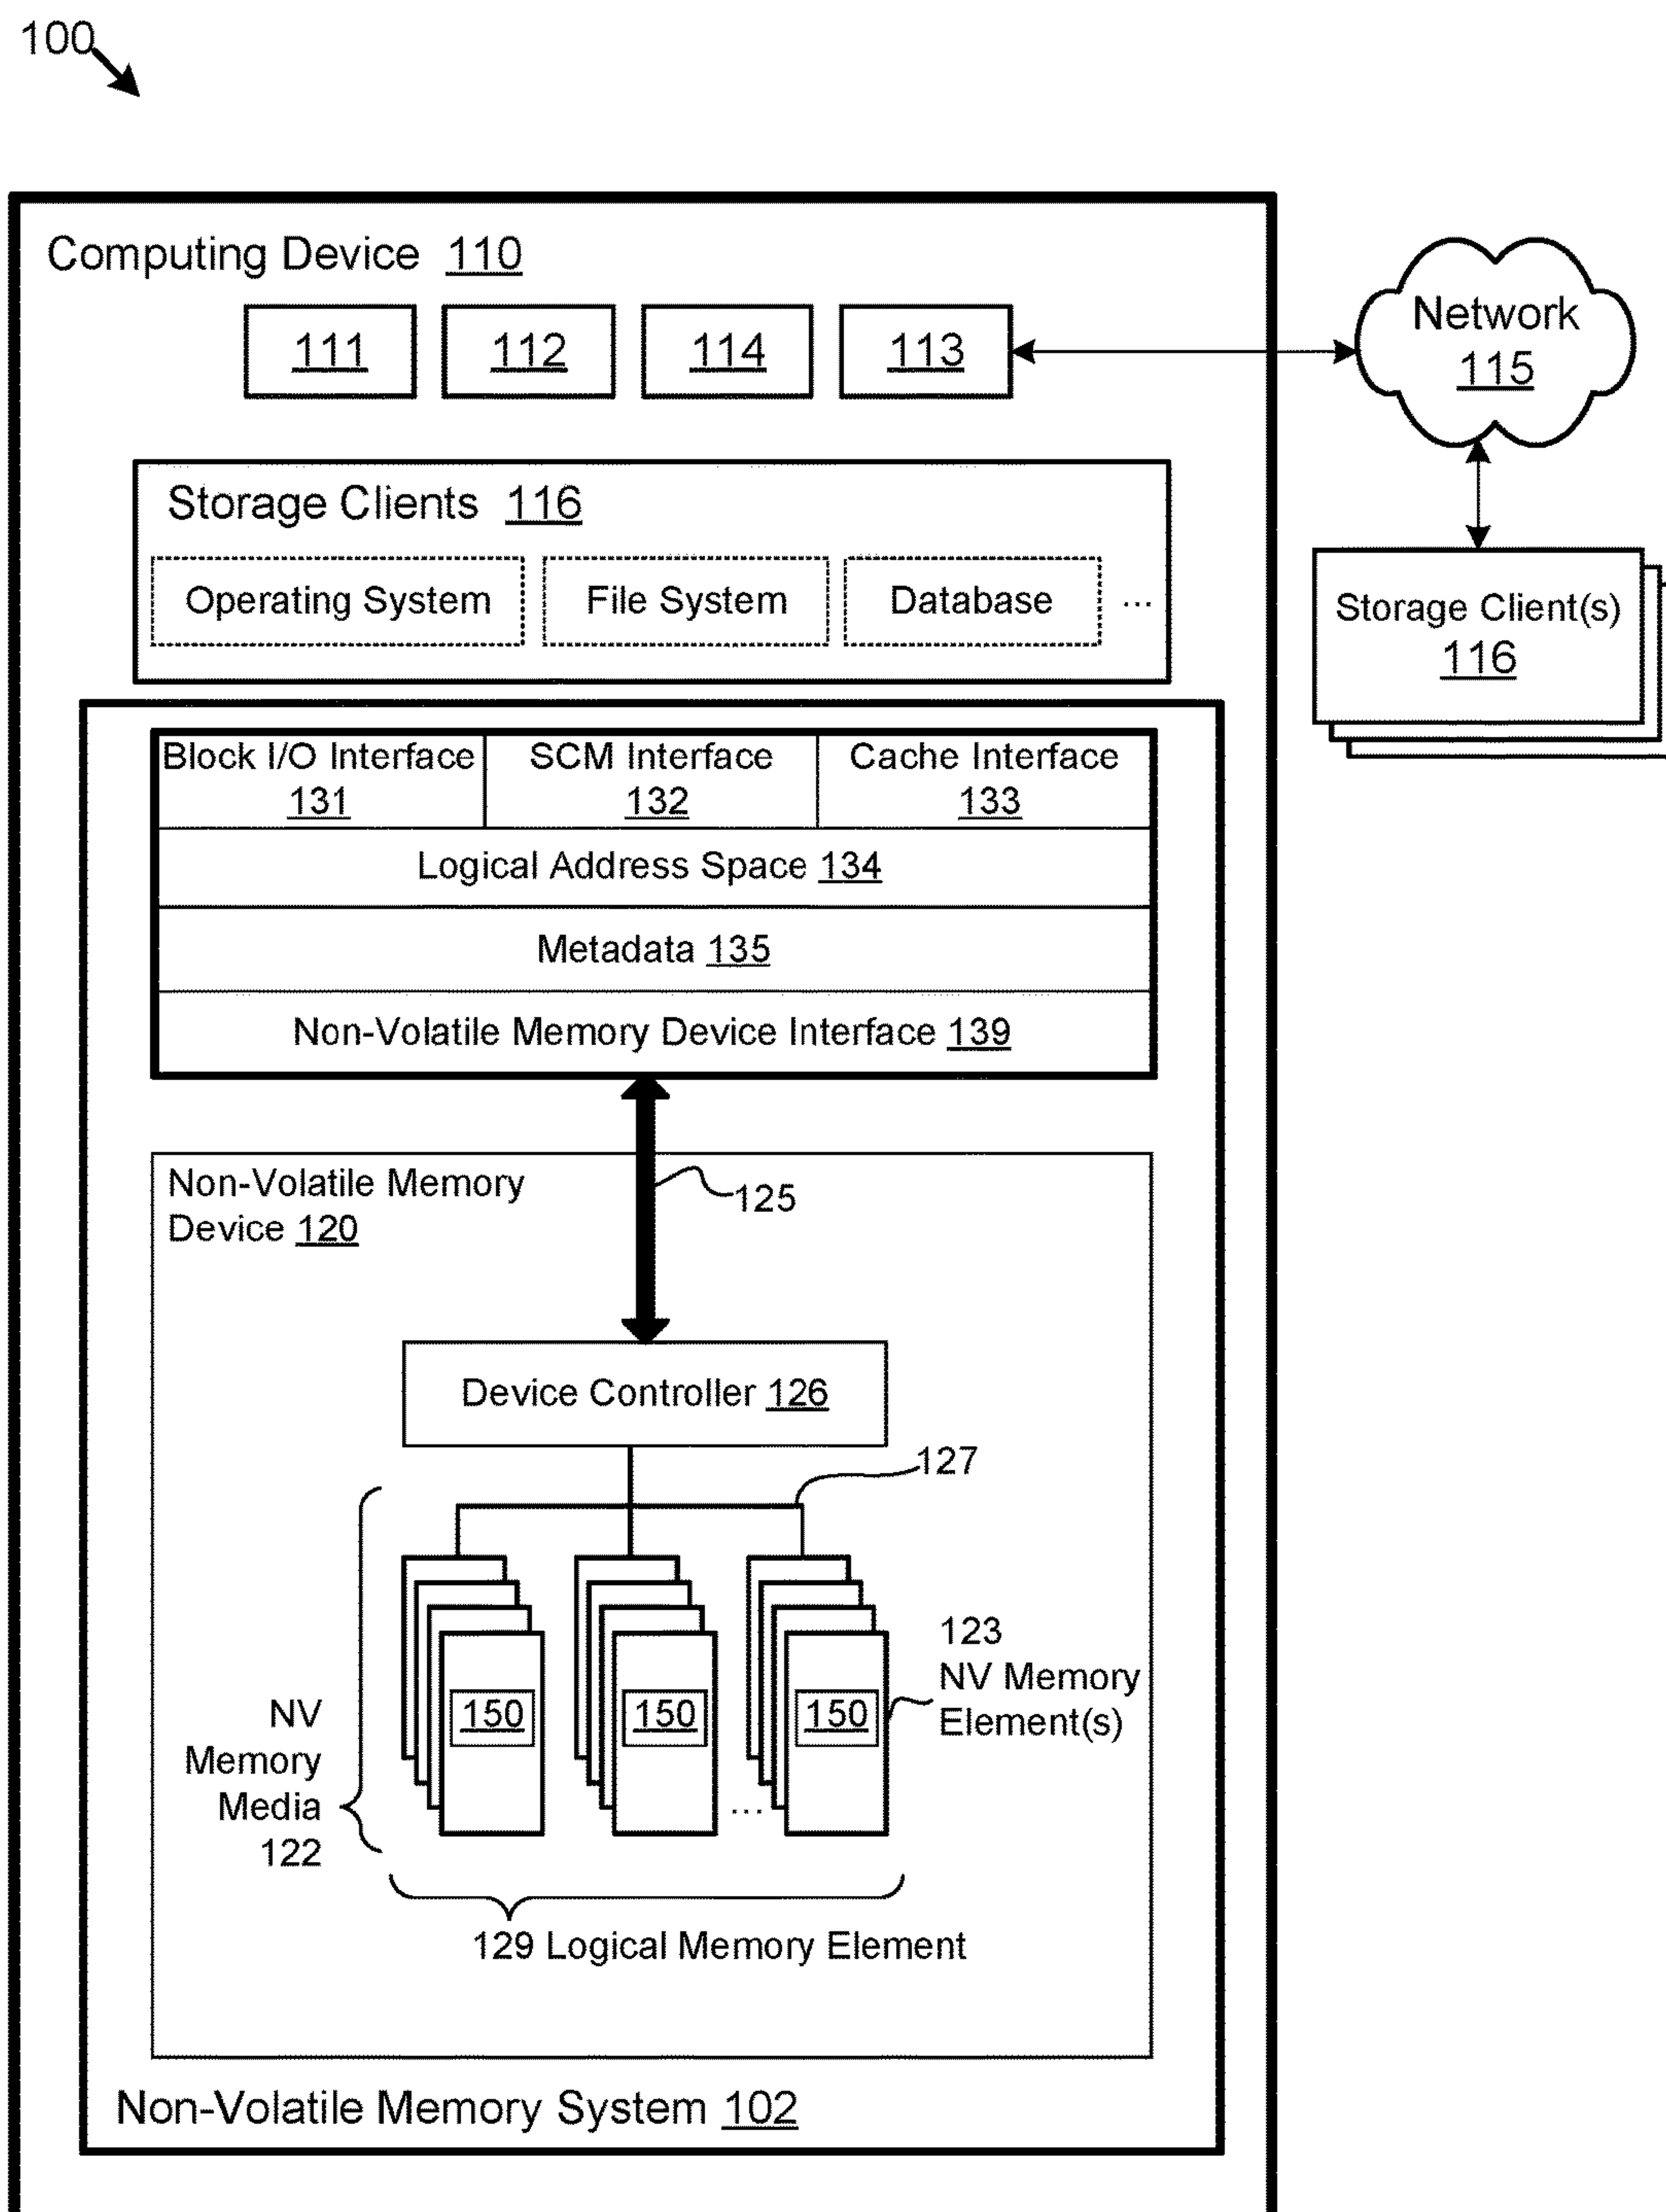 100
Computing Device 110
111 112 114 113
Network
115
Storage Clients 116
Operating System File System Database ...
Storage Client(s)
116
Block I/O Interface
131
SCM Interface
132
Cache Interface
133
Logical Address Space 134
Metadata 135
Non-Volatile Memory Device Interface 139
Non-Volatile Memory
Device 120
125
Device Controller 126
127
150 150 150
...
123
NV Memory
Element(s)
NV
Memory
Media
122
129 Logical Memory Element
Non-Volatile Memory System 102